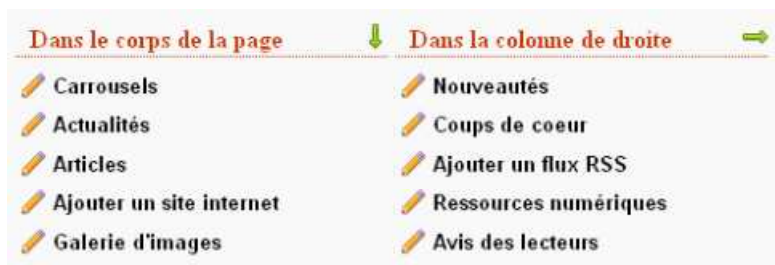 Dans le corps de la page
Carrousels
Actualités
Articles
Ajouter un site internet
Galerie d'images
Dans la colonne de droite
Nouveautés
Coups de coeur
Ajouter un flux RSS
Ressources numériques
Avis des lecteurs